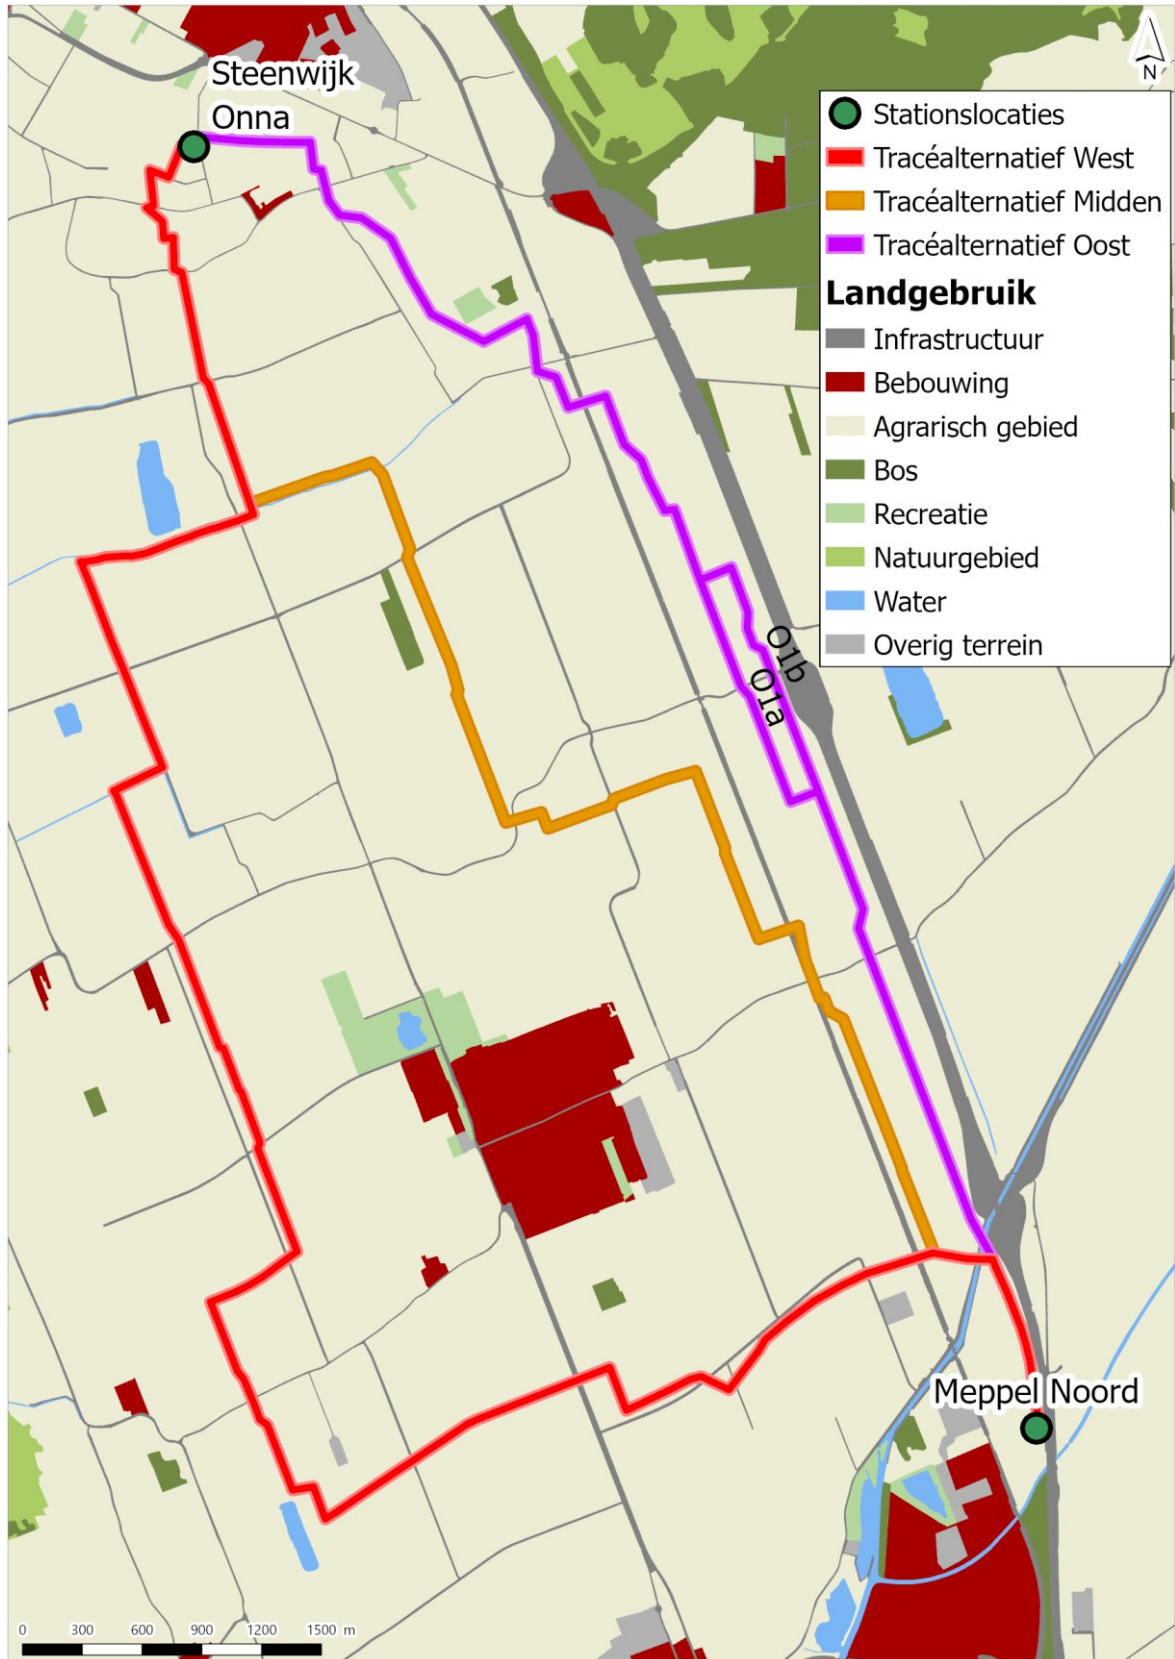 Steenwijk
Onna
N
Stationslocaties
Tracéalternatief West
Tracéalternatief Midden
Tracéalternatief Oost
Landgebruik
Infrastructuur
Bebouwing
Agrarisch gebied
Bos
Recreatie
Natuurgebied
Water
Overig terrein
O1b
O1a
Meppel Noord
0 300 600 900 1200 1500 m